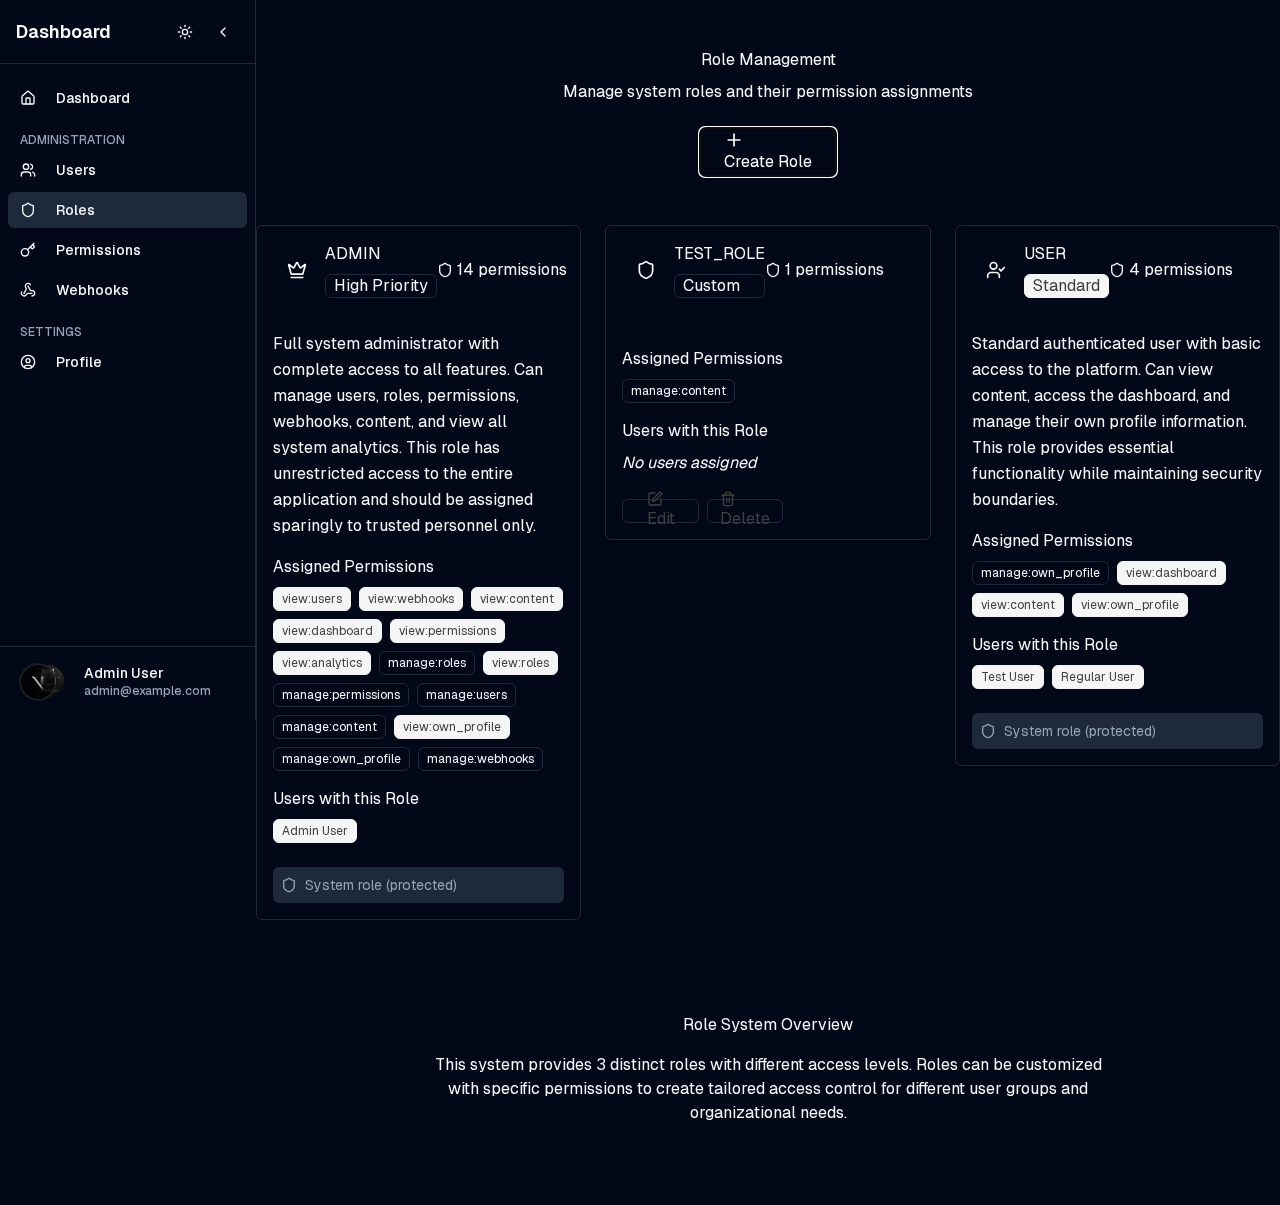 Dashboard
Dashboard
ADMINISTRATION
Users
Roles
Permissions
Webhooks
SETTINGS
Profile
Admin User
admin@example.com
Role Management
Manage system roles and their permission assignments
Create Role
ADMIN
High Priority
14 permissions
Full system administrator with
complete access to all features. Can
manage users, roles, permissions,
webhooks, content, and view all
system analytics. This role has
unrestricted access to the entire
application and should be assigned
sparingly to trusted personnel only.
Assigned Permissions
view:users view:webhooks view:content
view:dashboard view:permissions
view:analytics manage:roles view:roles
manage:permissions manage:users
manage:content view:own_profile
manage:own_profile manage:webhooks
Users with this Role
Admin User
System role (protected)
TEST_ROLE
Custom
1 permissions
Assigned Permissions
manage:content
Users with this Role
No users assigned
Edit Delete
USER
Standard
4 permissions
Standard authenticated user with basic
access to the platform. Can view
content, access the dashboard, and
manage their own profile information.
This role provides essential
functionality while maintaining security
boundaries.
Assigned Permissions
manage:own_profile view:dashboard
view:content view:own_profile
Users with this Role
Test User Regular User
System role (protected)
Role System Overview
This system provides 3 distinct roles with different access levels. Roles can be customized
with specific permissions to create tailored access control for different user groups and
organizational needs.